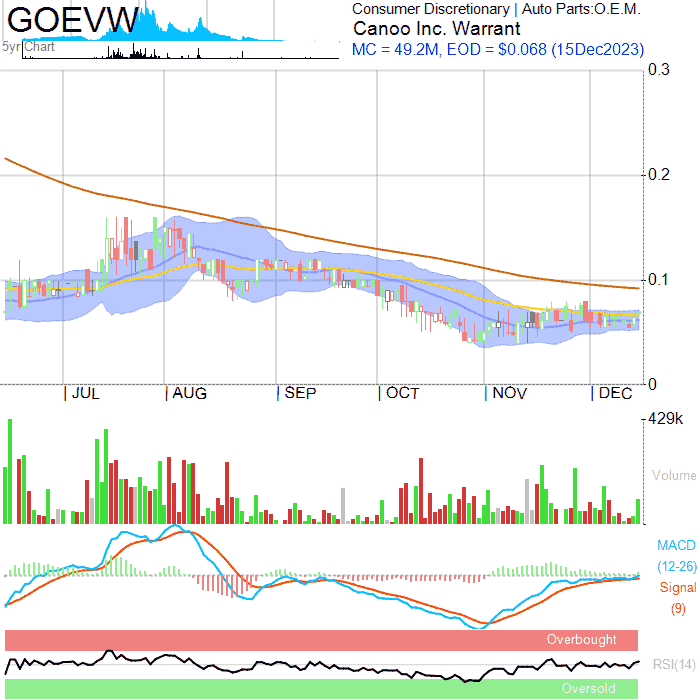 GOEVW
Consumer Discretionary | Auto Parts:O.E.M.
Canoo Inc. Warrant
5yr Chart
MC = 49.2M, EOD = $0.068 (15Dec2023)
0.3
0.2
0.1
0
JUL AUG SEP OCT NOV DEC
429k
Volume
MACD
(12-26)
Signal
(9)
Overbought
RSI(14)
Oversold